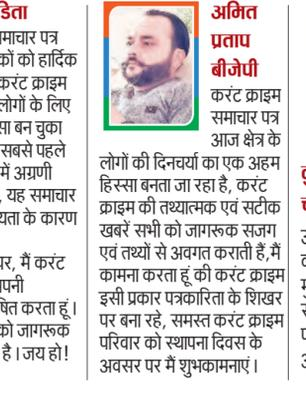 डिता
माचार पत्र
कों को हार्दिक
करंट क्राइम
लोगों के लिए
सा बन चुका
सबसे पहले
में अग्रणी
, यह समाचार
यता के कारण
यर, मैं करंट
पनी
षित करता हूं।
को जागरूक
है। जय हो!
अमित
प्रताप
बीजेपी
करंट क्राइम
समाचार पत्र
आज क्षेत्र के
लोगों की दिनचर्या का एक अहम
हिस्सा बनता जा रहा है, करंट
क्राइम की तथ्यात्मक एवं सटीक
खबरें सभी को जागरूक सजग
एवं तथ्यों से अवगत कराती हैं,मैं
कामना करता हूं की करंट क्राइम
इसी प्रकार पत्रकारिता के शिखर
पर बना रहे, समस्त करंट क्राइम
परिवार को स्थापना दिवस के
अवसर पर मैं शुभकामनाएं।